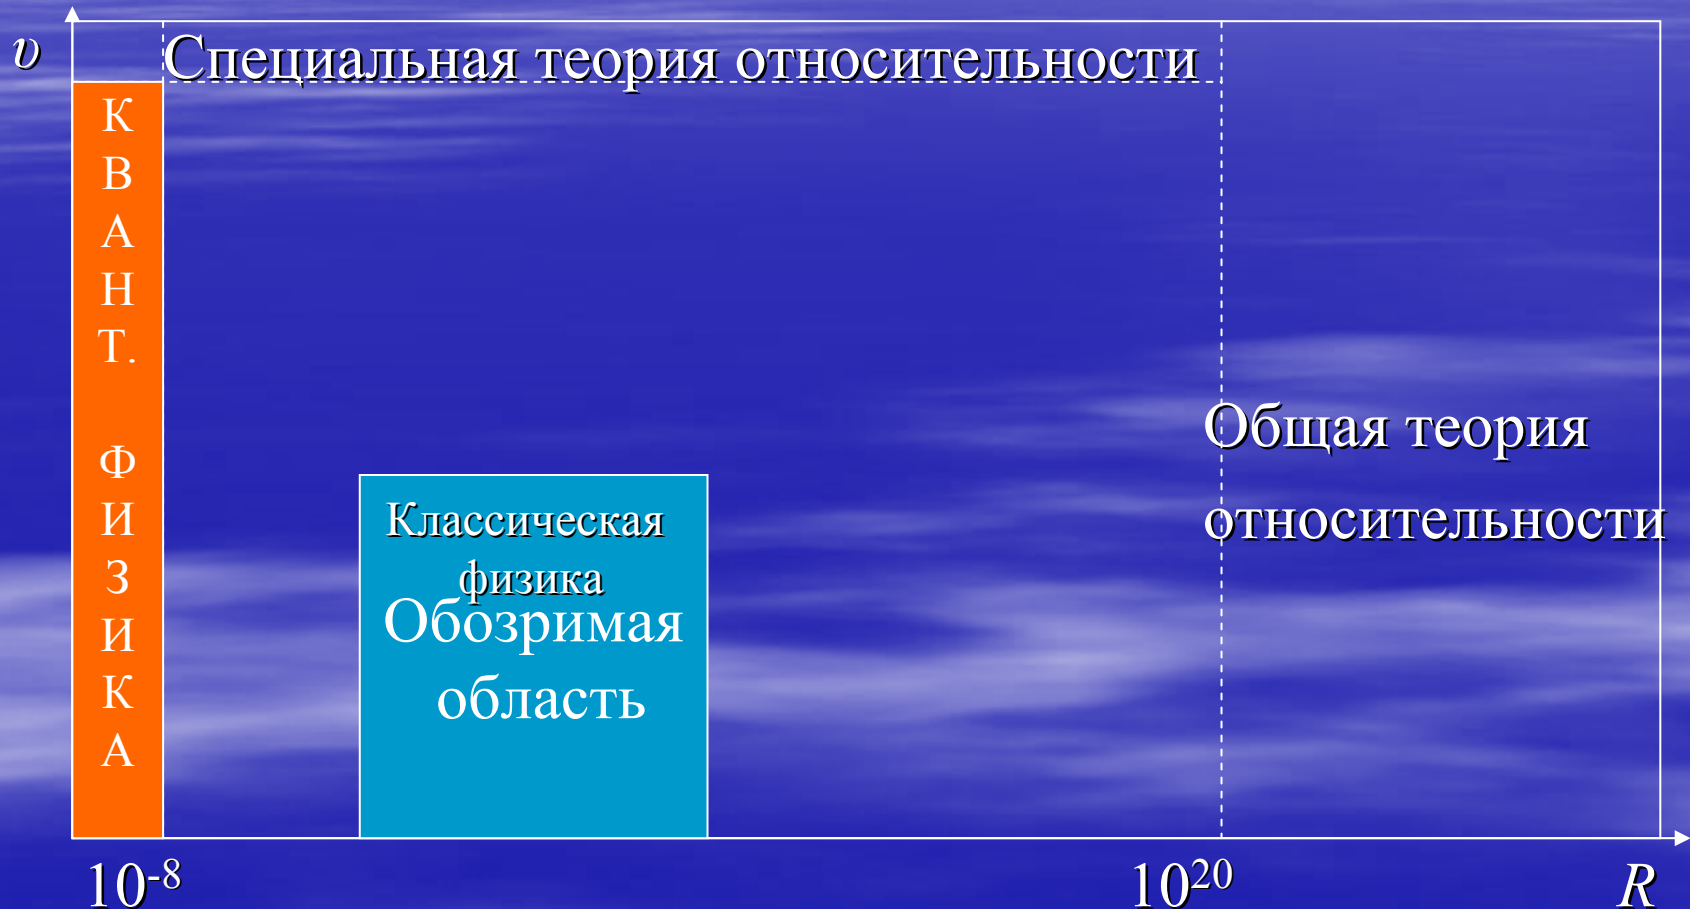 υ
Специальная теория относительности
К
В
А
Н
Т.
Ф
И
З
И
К
А
Общая теория
относительности
Классическая
физика
Обозримая
область
10⁻⁸
10²⁰
R